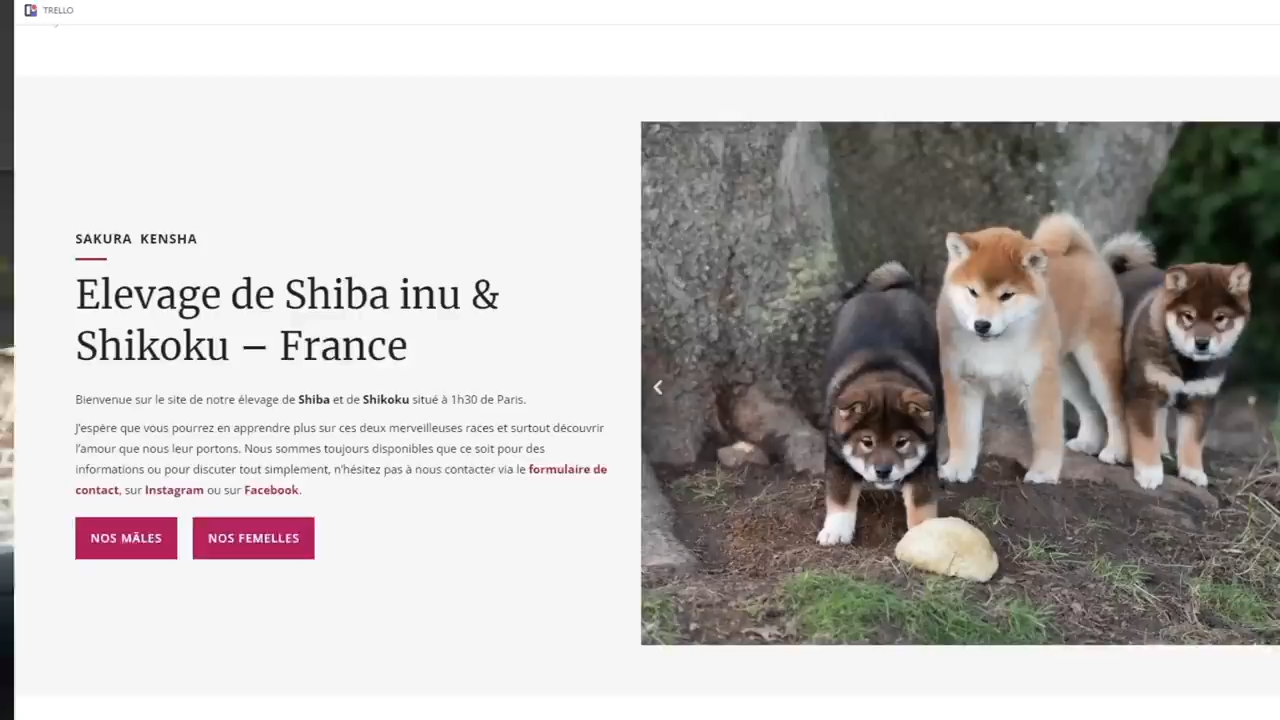 TRELLO
SAKURA KENSHA
Elevage de Shiba inu &
Shikoku – France
Bienvenue sur le site de notre élevage de Shiba et de Shikoku situé à 1h30 de Paris.
J'espère que vous pourrez en apprendre plus sur ces deux merveilleuses races et surtout découvrir
l'amour que nous leur portons. Nous sommes toujours disponibles que ce soit pour des
informations ou pour discuter tout simplement, n'hésitez pas à nous contacter via le formulaire de
contact, sur Instagram ou sur Facebook.
NOS MÂLES
NOS FEMELLES